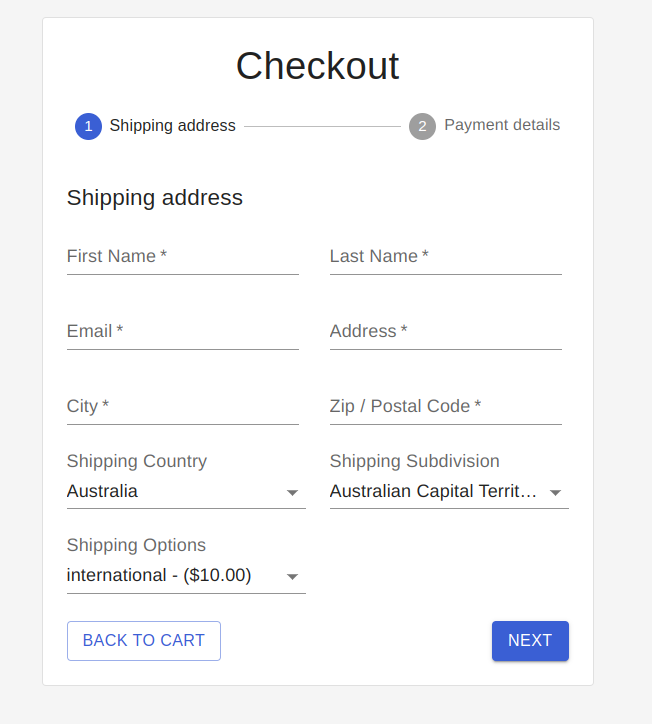 Checkout
1 Shipping address 2 Payment details
Shipping address
First Name * Last Name *
Email * Address *
City * Zip / Postal Code *
Shipping Country Shipping Subdivision
Australia Australian Capital Territ...
Shipping Options
international - ($10.00)
BACK TO CART NEXT